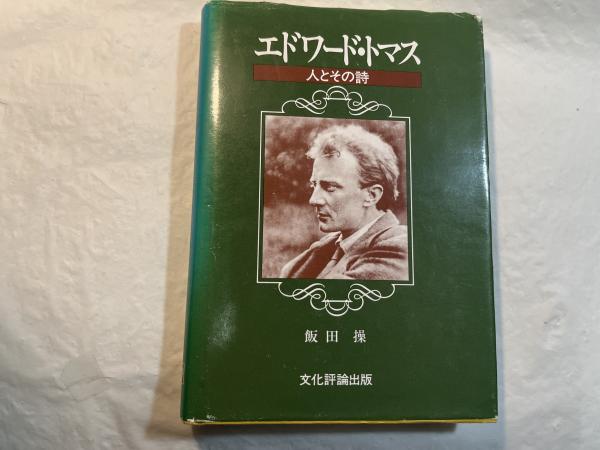 エドワード・トマス
人とその詩
飯田 操
文化評論出版